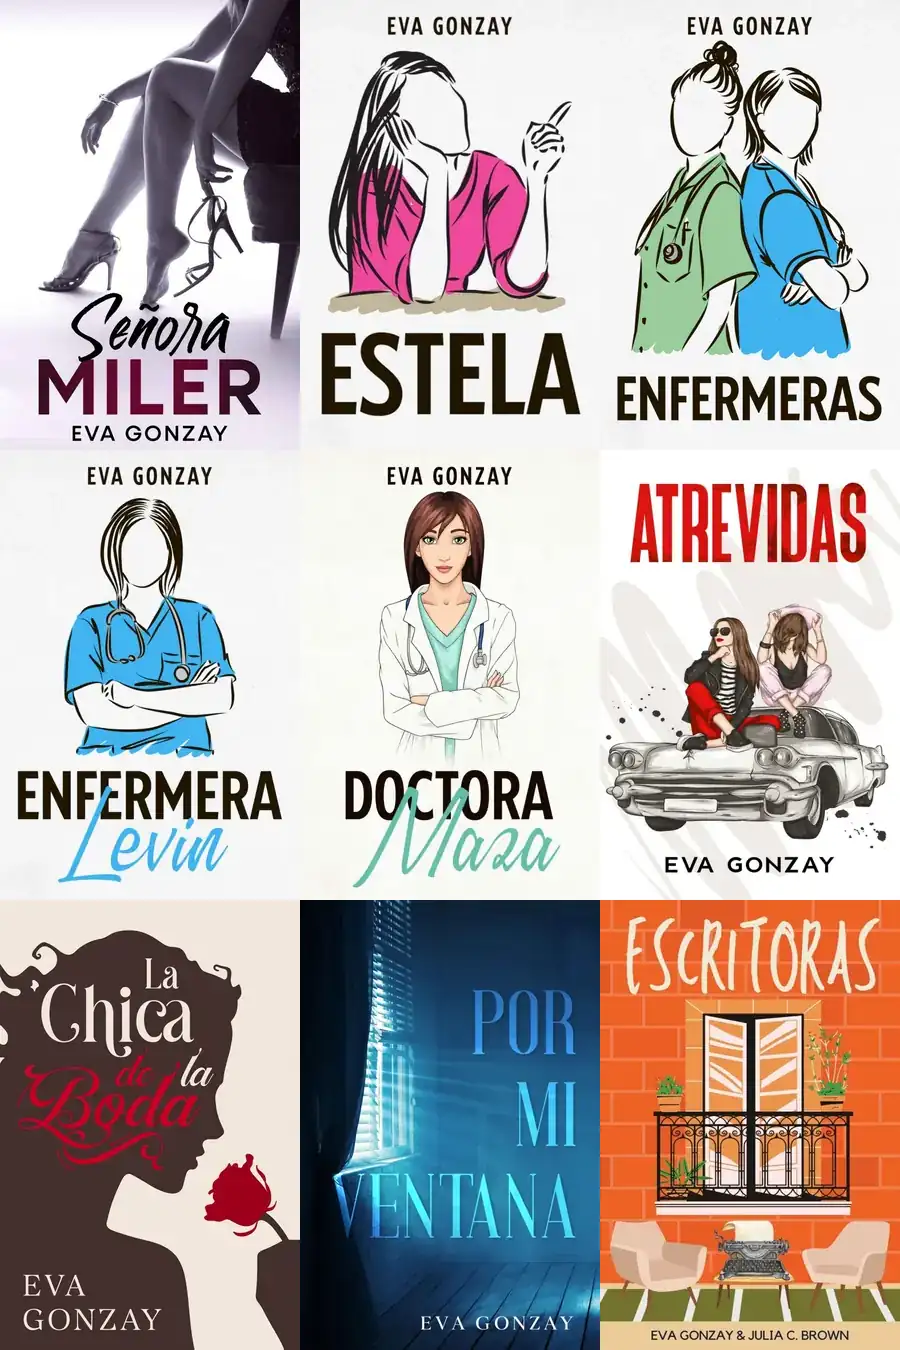 Señora
MILER
EVA GONZAY
EVA GONZAY
ESTELA
EVA GONZAY
ENFERMERAS
EVA GONZAY
ENFERMERA
Levin
EVA GONZAY
DOCTORA
Maza
ATREVIDAS
EVA GONZAY
La
Chica
de la
Boda
EVA
GONZAY
POR
MI
VENTANA
EVA GONZAY
ESCRITORAS
EVA GONZAY & JULIA C. BROWN